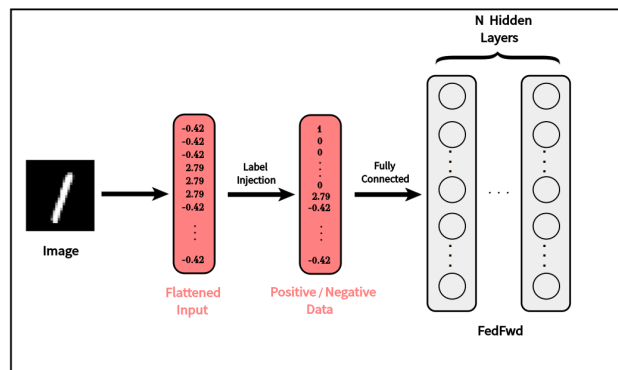 N Hidden
Layers
-0.42
-0.42
-0.42
2.79
2.79
2.79
-0.42
.
.
.
-0.42
1
0
0
.
.
.
0
2.79
-0.42
.
.
.
-0.42
Label
Injection
Fully
Connected
. . .
Image
Flattened
Input
Positive / Negative
Data
FedFwd